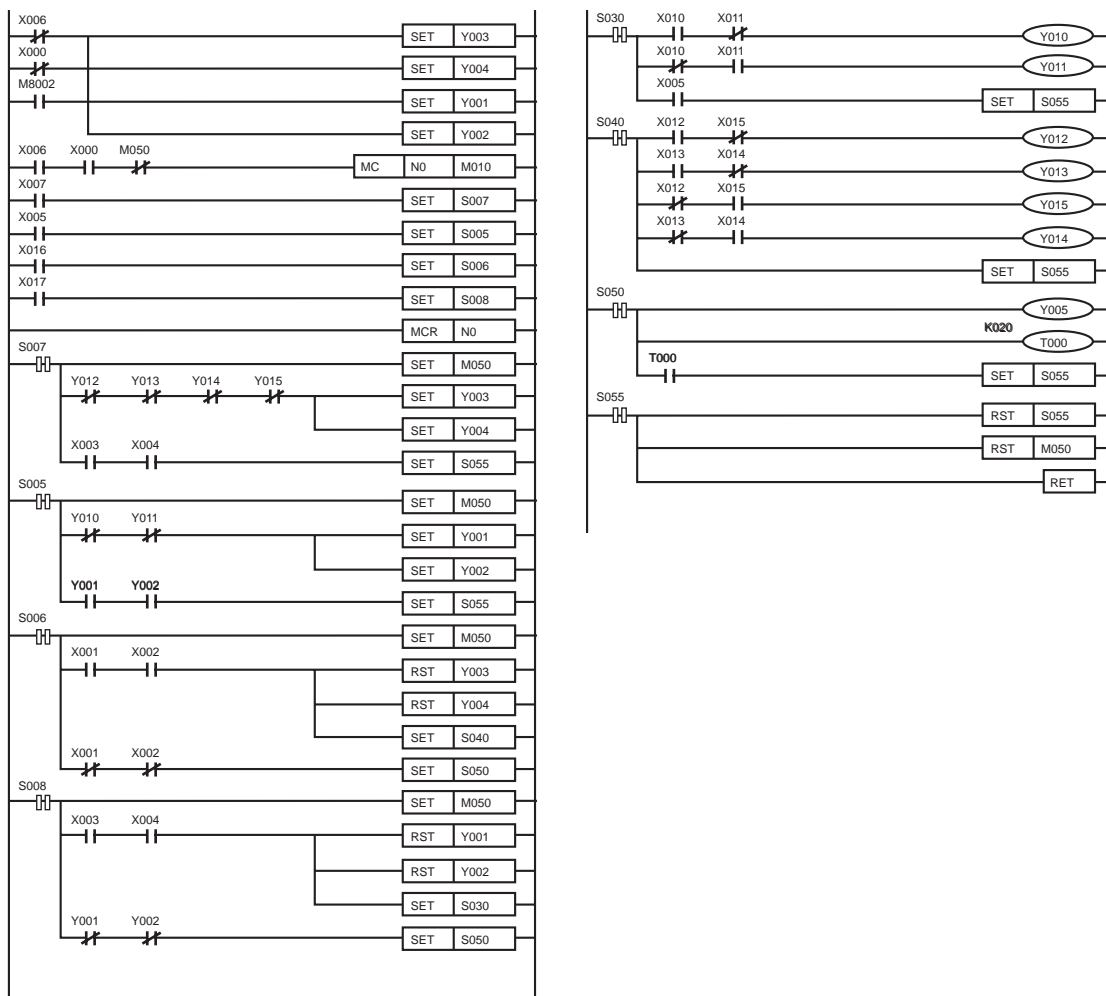 X006
SET Y003
X000
SET Y004
M8002
SET Y001
SET Y002
X006 X000 M050
MC N0 M010
X007
SET S007
X005
SET S005
X016
SET S006
X017
SET S008
MCR N0
S007
SET M050
Y012 Y013 Y014 Y015
SET Y003
SET Y004
X003 X004
SET S055
S005
SET M050
Y010 Y011
SET Y001
SET Y002
Y001 Y002
SET S055
S006
SET M050
X001 X002
RST Y003
RST Y004
SET S040
X001 X002
SET S050
S008
SET M050
X003 X004
RST Y001
RST Y002
SET S030
Y001 Y002
SET S050
S030 X010 X011
Y010
X010 X011
Y011
X005
SET S055
S040 X012 X015
Y012
X013 X014
Y013
X012 X015
Y015
X013 X014
Y014
SET S055
S050
Y005
K020
T000
T000
SET S055
S055
RST S055
RST M050
RET